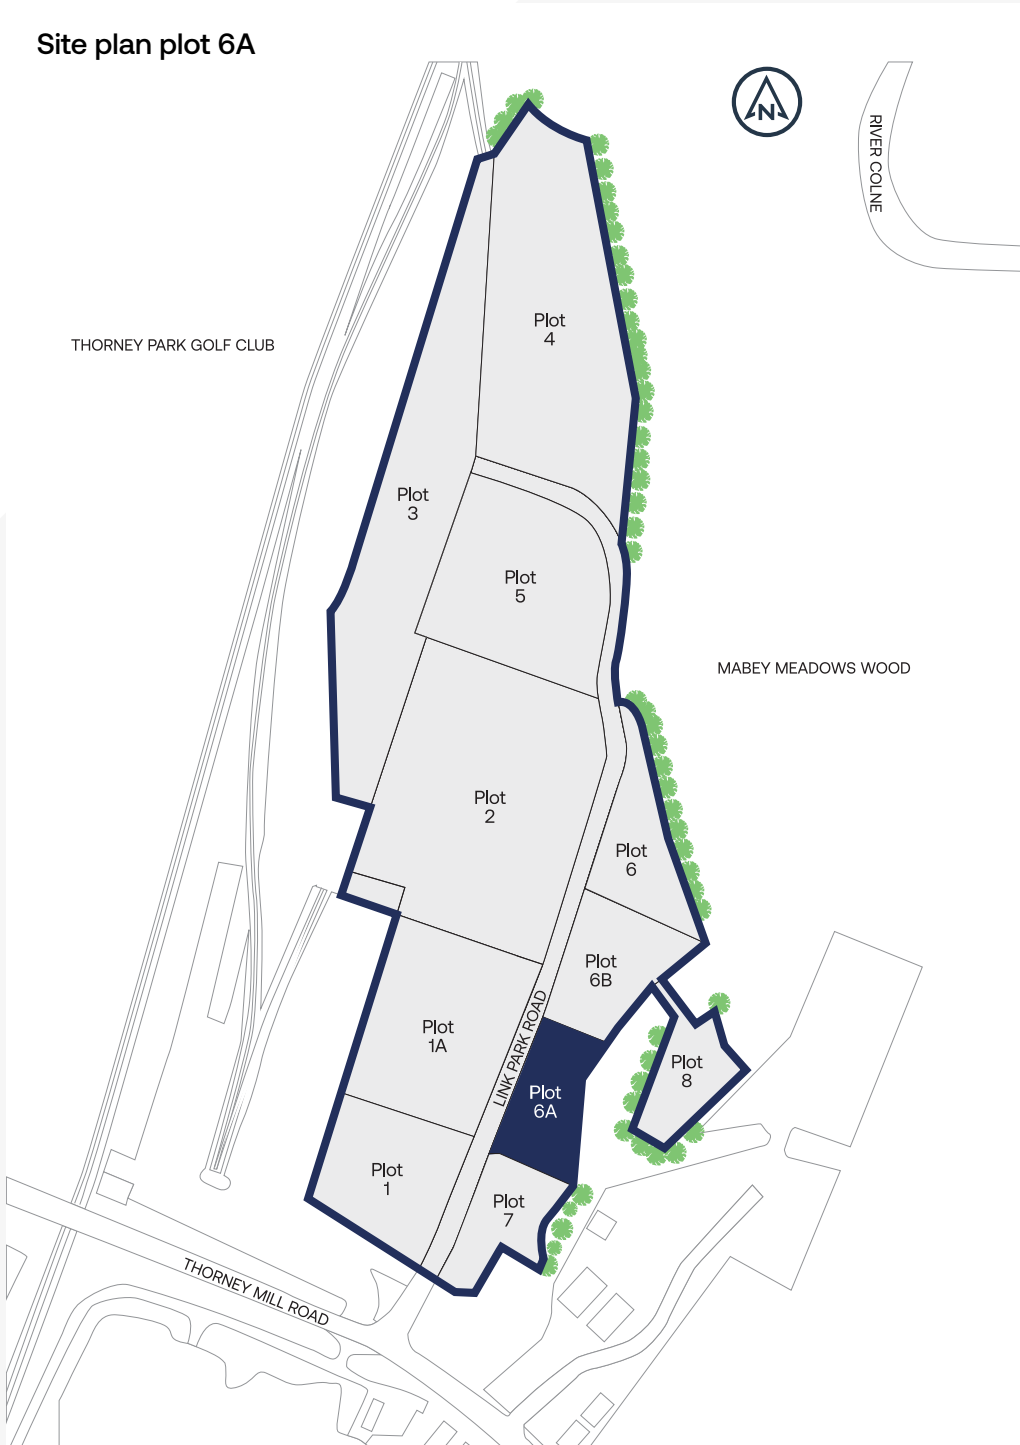 Site plan plot 6A
N
RIVER COLNE
Plot
4
THORNEY PARK GOLF CLUB
Plot
3
Plot
5
MABEY MEADOWS WOOD
Plot
2
Plot
6
Plot
6B
Plot
1A
LINK PARK ROAD
Plot
8
Plot
6A
Plot
1
Plot
7
THORNEY MILL ROAD